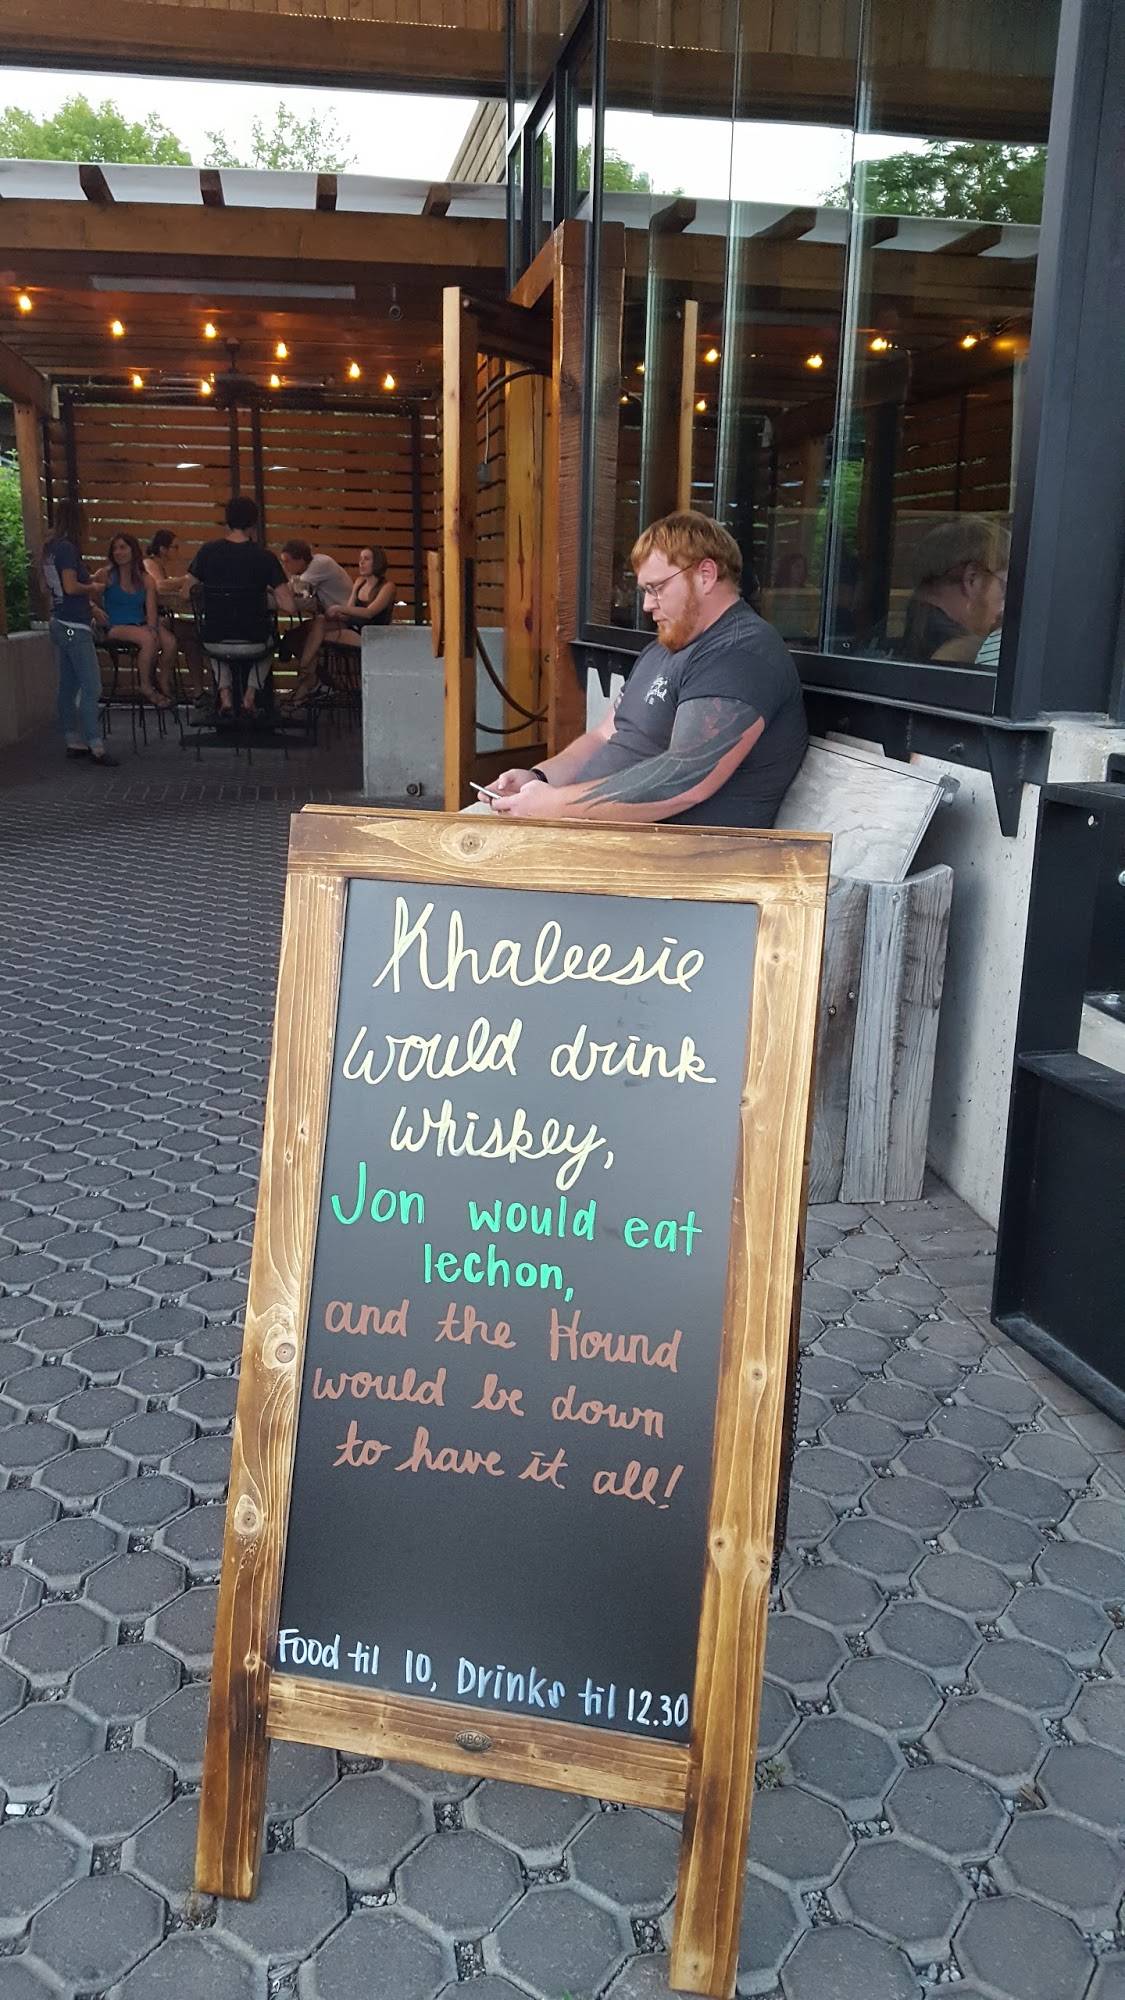 Khaleesie
would drink
whiskey,
Jon would eat
lechon,
and the Hound
would be down
to have it all!
Food til 10, Drinks til 12.30